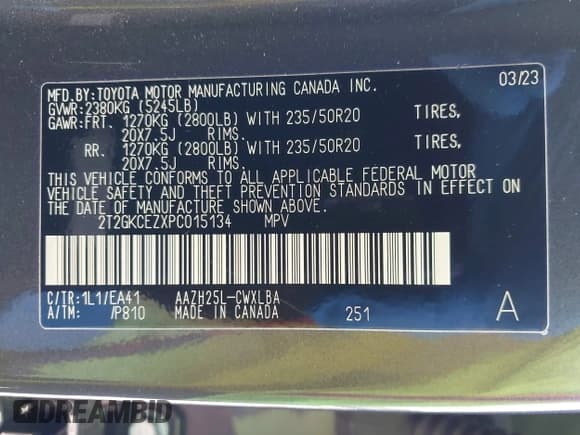 MFD.BY:TOYOTA MOTOR MANUFACTURING CANADA INC. 03/23
GVWR:2380KG (5245LB)
GAWR:FRT. 1270KG (2800LB) WITH 235/50R20 TIRES,
20X7.5J RIMS.
RR. 1270KG (2800LB) WITH 235/50R20 TIRES,
20X7.5J RIMS.
THIS VEHICLE CONFORMS TO ALL APPLICABLE FEDERAL MOTOR
VEHICLE SAFETY AND THEFT PREVENTION STANDARDS IN EFFECT ON
THE DATE OF MANUFACTURE SHOWN ABOVE.
2T2GKCEZXPC015134 MPV
C/TR:1L1/EA41 AAZH25L-CWXLBA
A/TM: /P810 MADE IN CANADA 251 A
DREAMBID